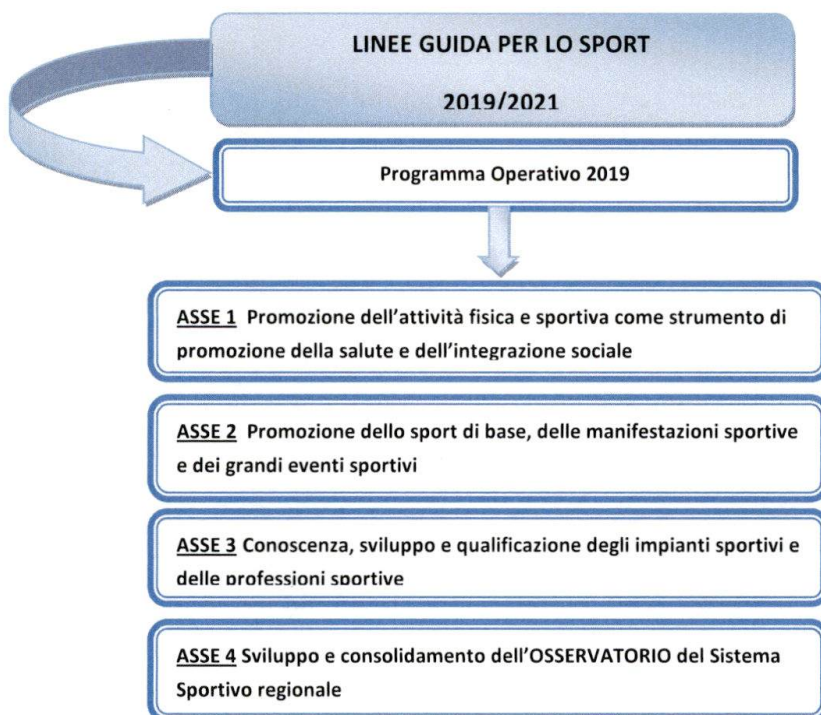 LINEE GUIDA PER LO SPORT
2019/2021
Programma Operativo 2019
ASSE 1 Promozione dell'attività fisica e sportiva come strumento di
promozione della salute e dell'integrazione sociale
ASSE 2 Promozione dello sport di base, delle manifestazioni sportive
e dei grandi eventi sportivi
ASSE 3 Conoscenza, sviluppo e qualificazione degli impianti sportivi e
delle professioni sportive
ASSE 4 Sviluppo e consolidamento dell'OSSERVATORIO del Sistema
Sportivo regionale